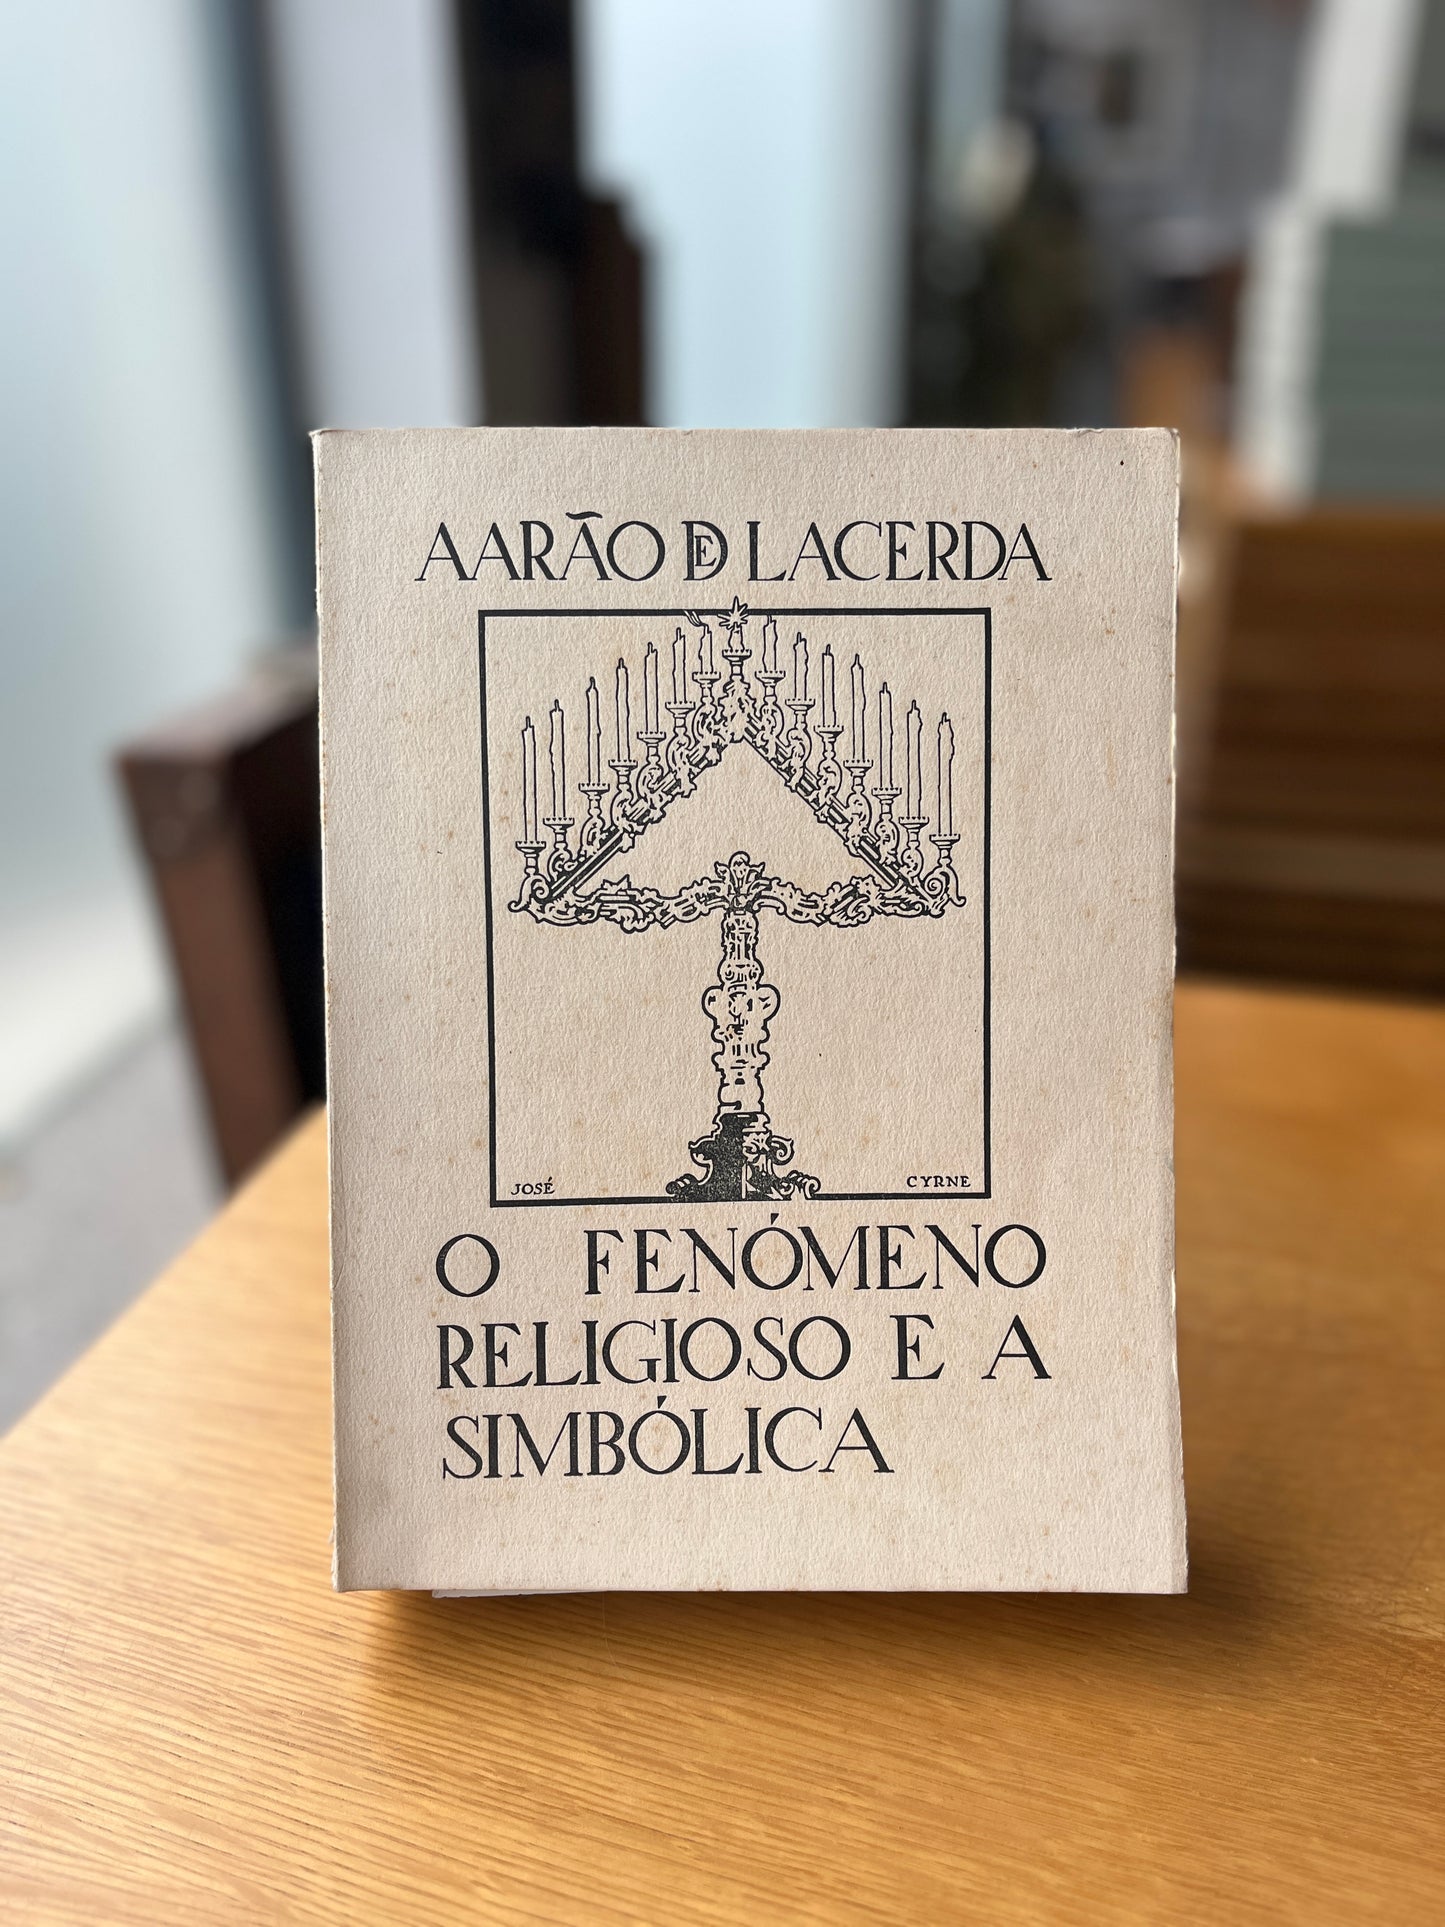 AARÃO DE LACERDA
JOSÉ CYRNE
O FENÓMENO
RELIGIOSO E A
SIMBÓLICA